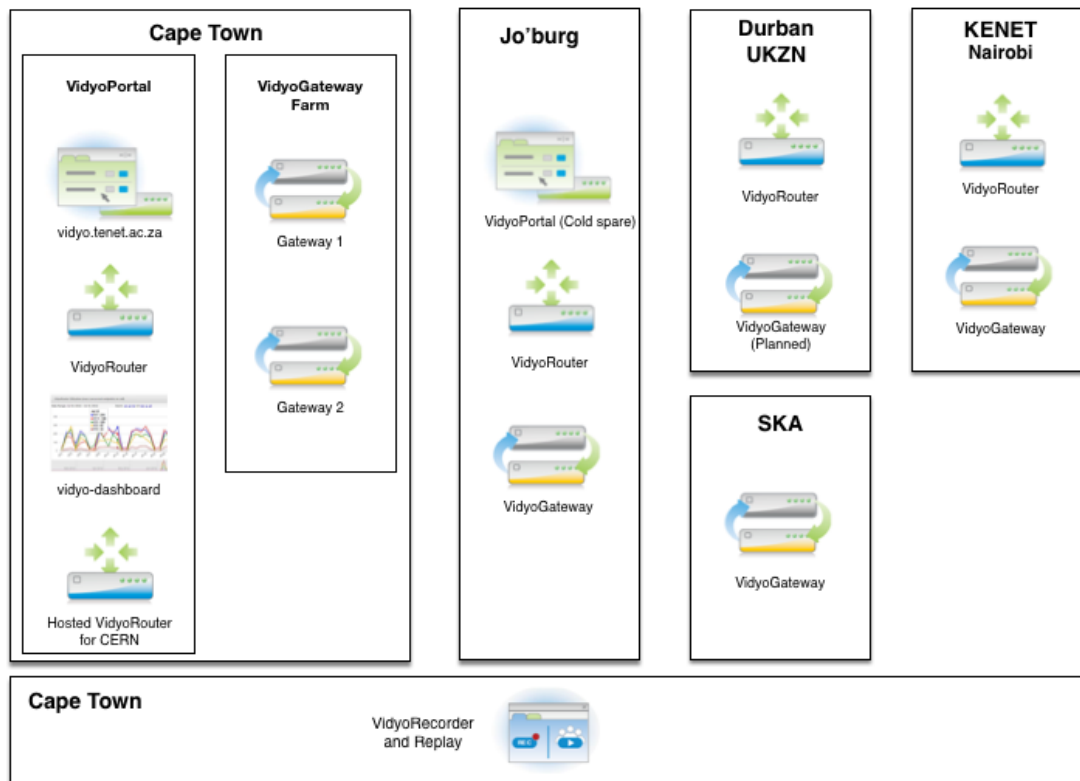 Cape Town
VidyoPortal
vidyo.tenet.ac.za
VidyoRouter
vidyo-dashboard
Hosted VidyoRouter
for CERN
VidyoGateway
Farm
Gateway 1
Gateway 2
Jo'burg
VidyoPortal (Cold spare)
VidyoRouter
VidyoGateway
Durban
UKZN
VidyoRouter
VidyoGateway
(Planned)
KENET
Nairobi
VidyoRouter
VidyoGateway
SKA
VidyoGateway
Cape Town
VidyoRecorder
and Replay
REC